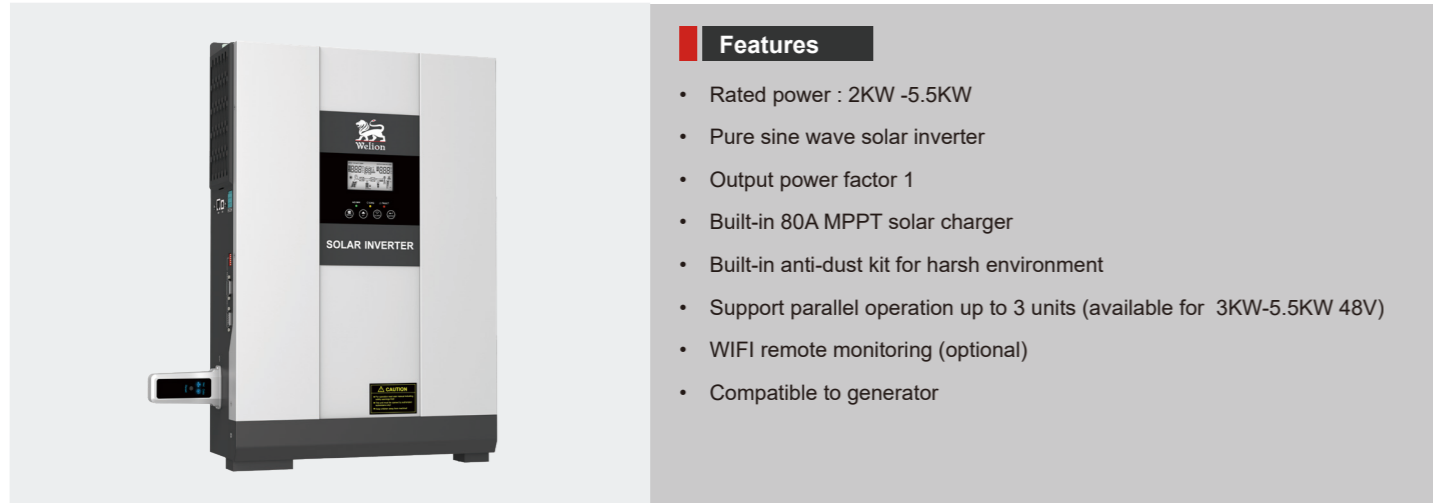 Welion
SOLAR INVERTER
CAUTION
Features
• Rated power : 2KW -5.5KW
• Pure sine wave solar inverter
• Output power factor 1
• Built-in 80A MPPT solar charger
• Built-in anti-dust kit for harsh environment
• Support parallel operation up to 3 units (available for 3KW-5.5KW 48V)
• WIFI remote monitoring (optional)
• Compatible to generator